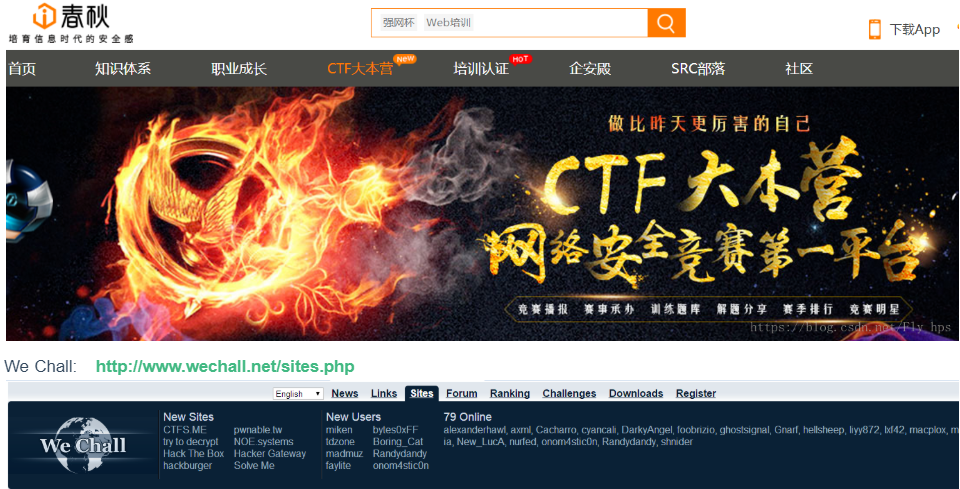 i春秋
培育信息时代的安全感
强网杯 Web培训
下载App
首页 知识体系 职业成长 CTF大本营 New 培训认证 HOT 企安殿 SRC部落 社区
做比昨天更厉害的自己
CTF大本营
网络安全竞赛第一平台
竞赛播报 赛事承办 训练题库 解题分享 赛季排行 竞赛明星
https://blog.csdn.net/Fly_hps
We Chall: http://www.wechall.net/sites.php
English News Links Sites Forum Ranking Challenges Downloads Register
We Chall
New Sites
CTFS.ME pwnable.tw
try to decrypt NOE.systems
Hack The Box Hacker Gateway
hackburger Solve Me
New Users
miken bytes0xFF
tdzone Boring_Cat
madmuz Randydandy
faylite onom4stic0n
79 Online
alexanderhawl, axml, Cacharro, cyancali, DarkyAngel, foobrizio, ghostsignal, Gnarf, hellsheep, liyy872, lxf42, macplox, m
ia, New_LucA, nurfed, onom4stic0n, Randydandy, shnider